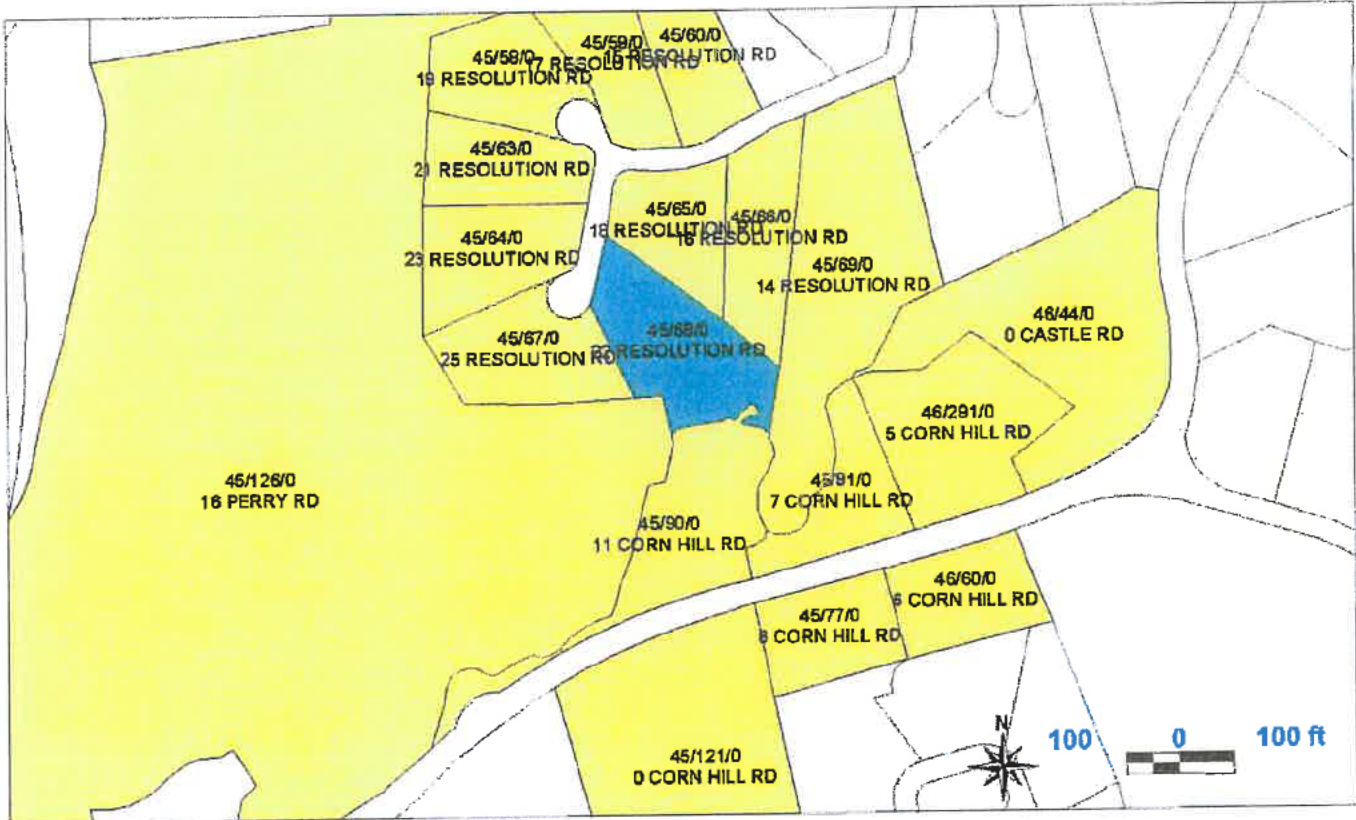 45/58/0
19 RESOLUTION RD
45/59/0
17 RESOLUTION RD
45/60/0
15 RESOLUTION RD
45/63/0
21 RESOLUTION RD
45/65/0
18 RESOLUTION RD
45/66/0
16 RESOLUTION RD
45/64/0
23 RESOLUTION RD
45/69/0
14 RESOLUTION RD
46/44/0
0 CASTLE RD
45/67/0
25 RESOLUTION RD
45/68/0
RESOLUTION RD
46/291/0
5 CORN HILL RD
45/126/0
16 PERRY RD
45/91/0
7 CORN HILL RD
45/90/0
11 CORN HILL RD
46/60/0
6 CORN HILL RD
45/77/0
8 CORN HILL RD
45/121/0
0 CORN HILL RD
N
100 0 100 ft